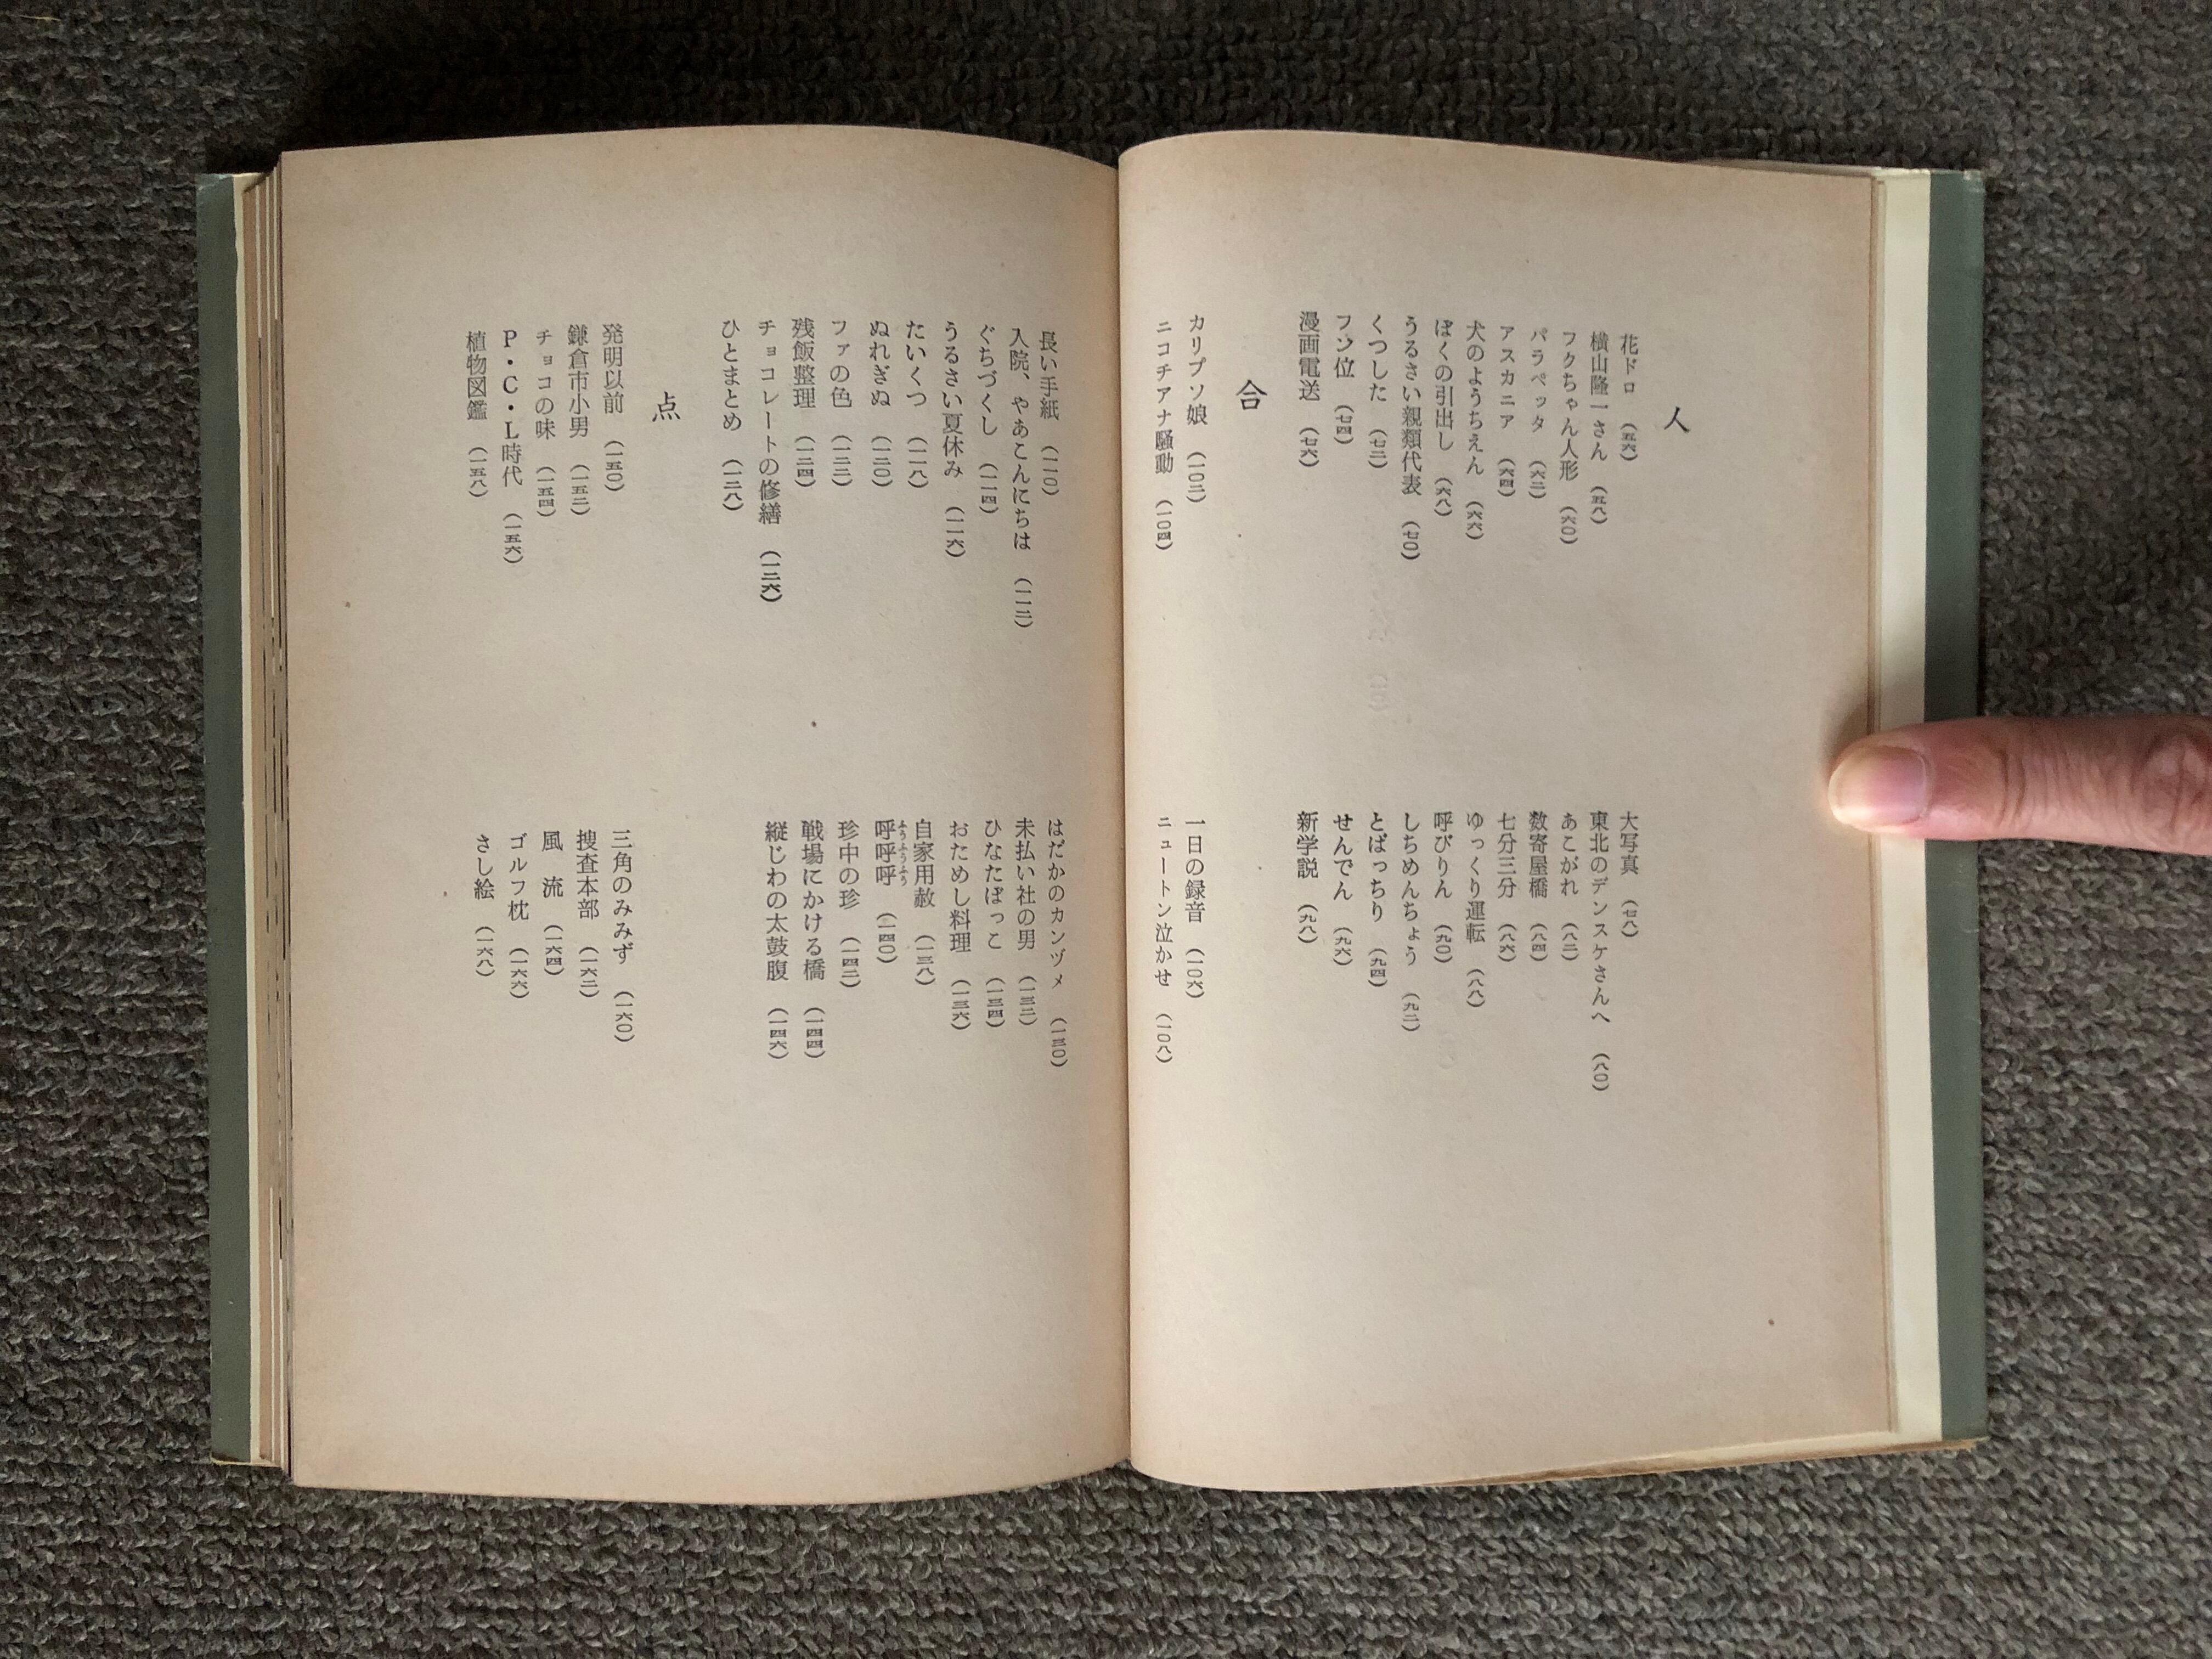 人
花ドロ (五六)
横山隆一さん (五八)
フクちゃん人形 (六〇)
パラペッタ (六二)
アスカニア (六四)
犬のようちえん (六六)
ぼくの引出し (六八)
うるさい親類代表 (七〇)
くつした (七二)
フン位 (七四)
漫画電送 (七六)
大写真 (七八)
東北のデンスケさんへ (八〇)
あこがれ (八二)
数寄屋橋 (八四)
七分三分 (八六)
ゆっくり運転 (八八)
呼びりん (九〇)
しちめんちょう (九二)
とばっちり (九四)
せんでん (九六)
新学説 (九八)
合
カリプソ娘 (一〇二)
ニコチアナ騒動 (一〇四)
一日の録音 (一〇六)
ニュートン泣かせ (一〇八)
長い手紙 (一一〇)
入院、やあこんにちは (一一二)
ぐちづくし (一一四)
うるさい夏休み (一一六)
たいくつ (一一八)
ぬれぎぬ (一二〇)
ファの色 (一二二)
残飯整理 (一二四)
チョコレートの修繕 (一二六)
ひとまとめ (一二八)
はだかのカンヅメ (一三〇)
未払い社の男 (一三二)
ひなたぼっこ (一三四)
おためし料理 (一三六)
自家用赦 (一三八)
呼呼呼 (一四〇)
ふうふうふう
珍中の珍 (一四二)
戦場にかける橋 (一四四)
縦じわの太鼓腹 (一四六)
点
発明以前 (一五〇)
鎌倉市小男 (一五二)
チョコの味 (一五四)
P・C・L時代 (一五六)
植物図鑑 (一五八)
三角のみみず (一六〇)
捜査本部 (一六二)
風 流 (一六四)
ゴルフ枕 (一六六)
さし絵 (一六八)